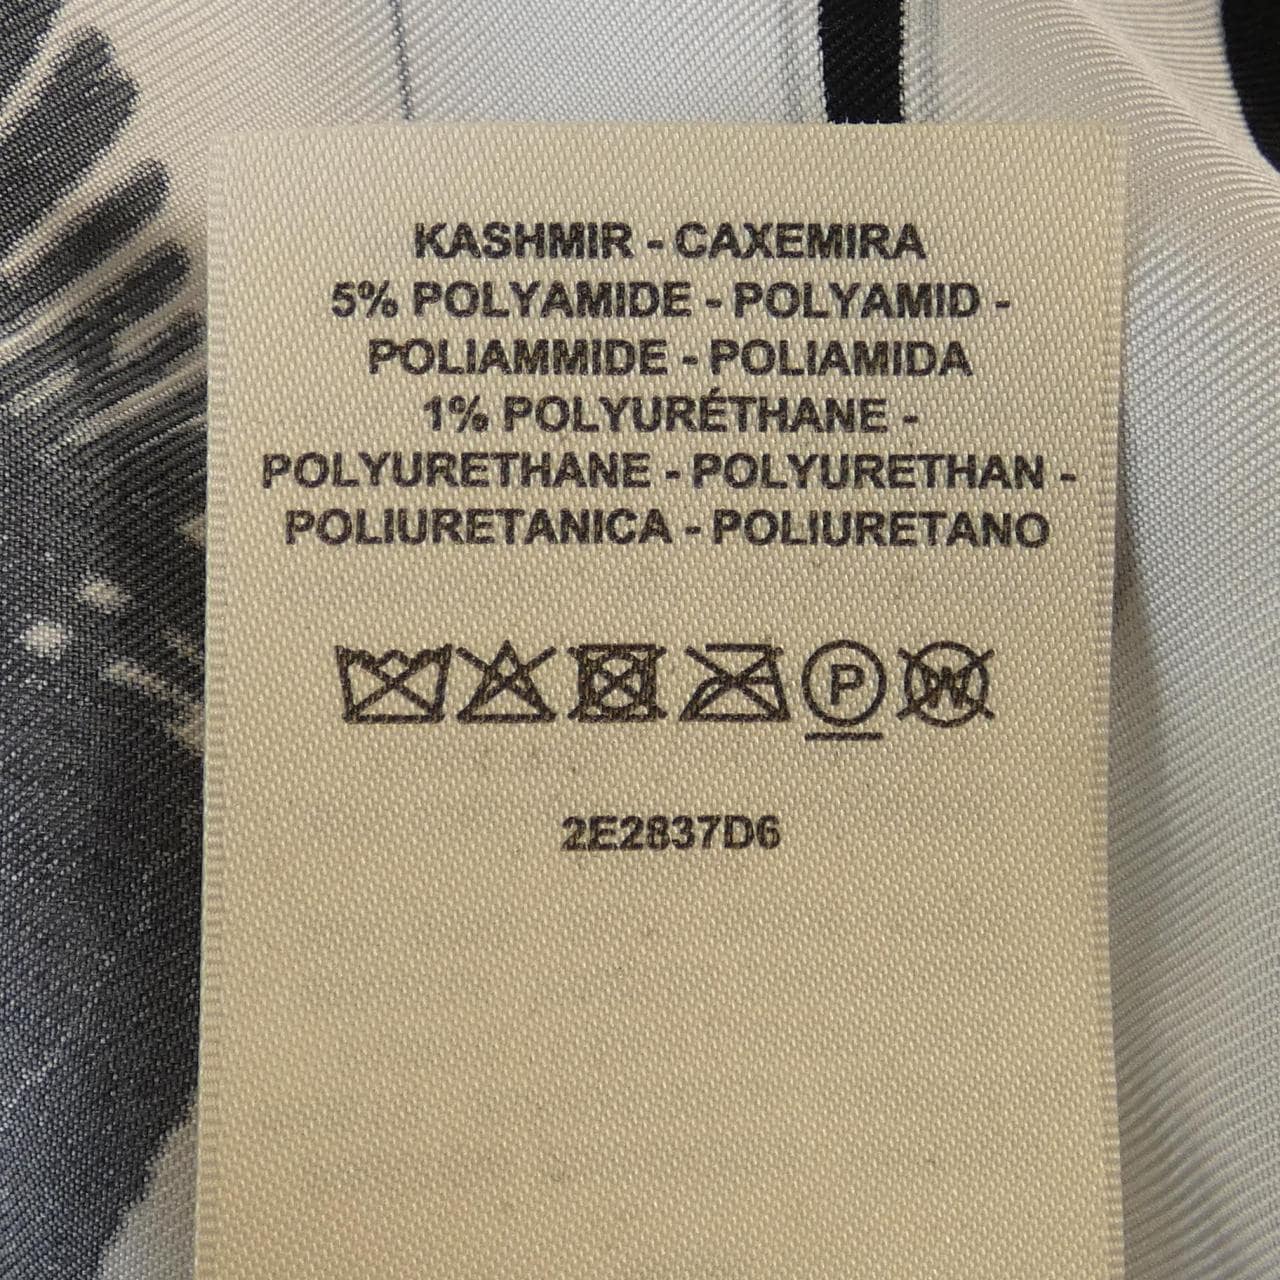 KASHMIR - CAXEMIRA
5% POLYAMIDE - POLYAMID -
POLIAMMIDE - POLIAMIDA
1% POLYURÉTHANE -
POLYURETHANE - POLYURETHAN -
POLIURETANICA - POLIURETANO
P W
2E2837D6